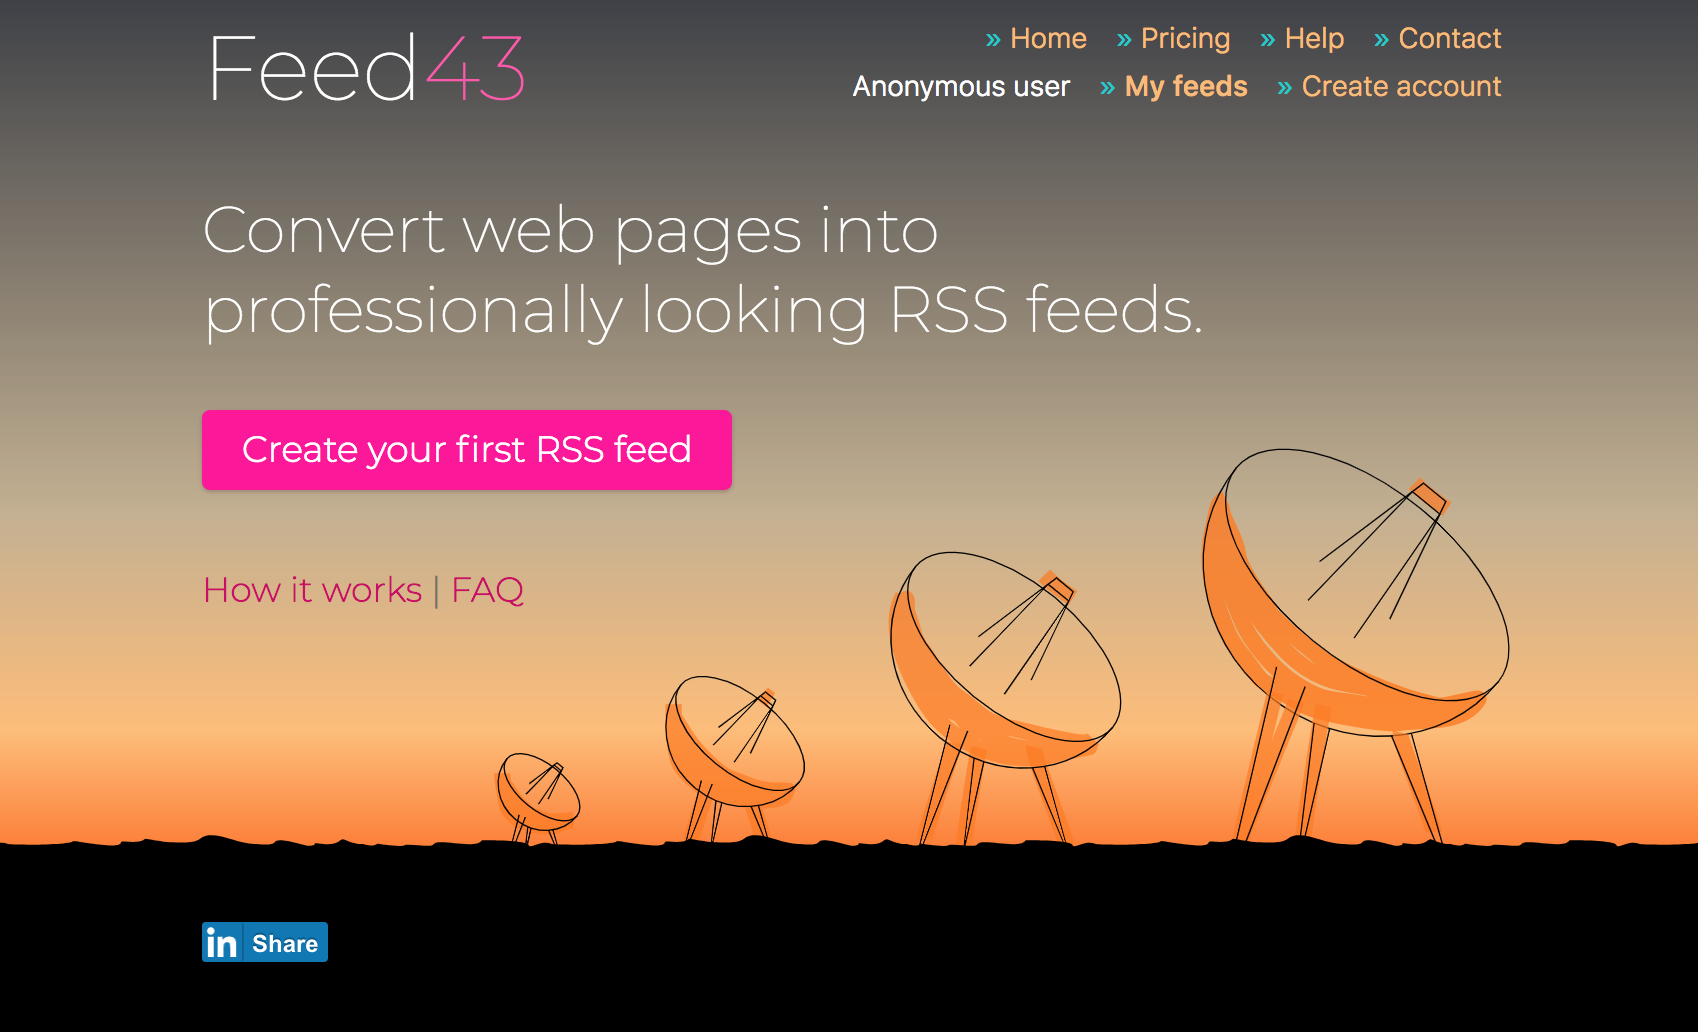 Feed43
» Home » Pricing » Help » Contact
Anonymous user » My feeds » Create account
Convert web pages into
professionally looking RSS feeds.
Create your first RSS feed
How it works | FAQ
in Share